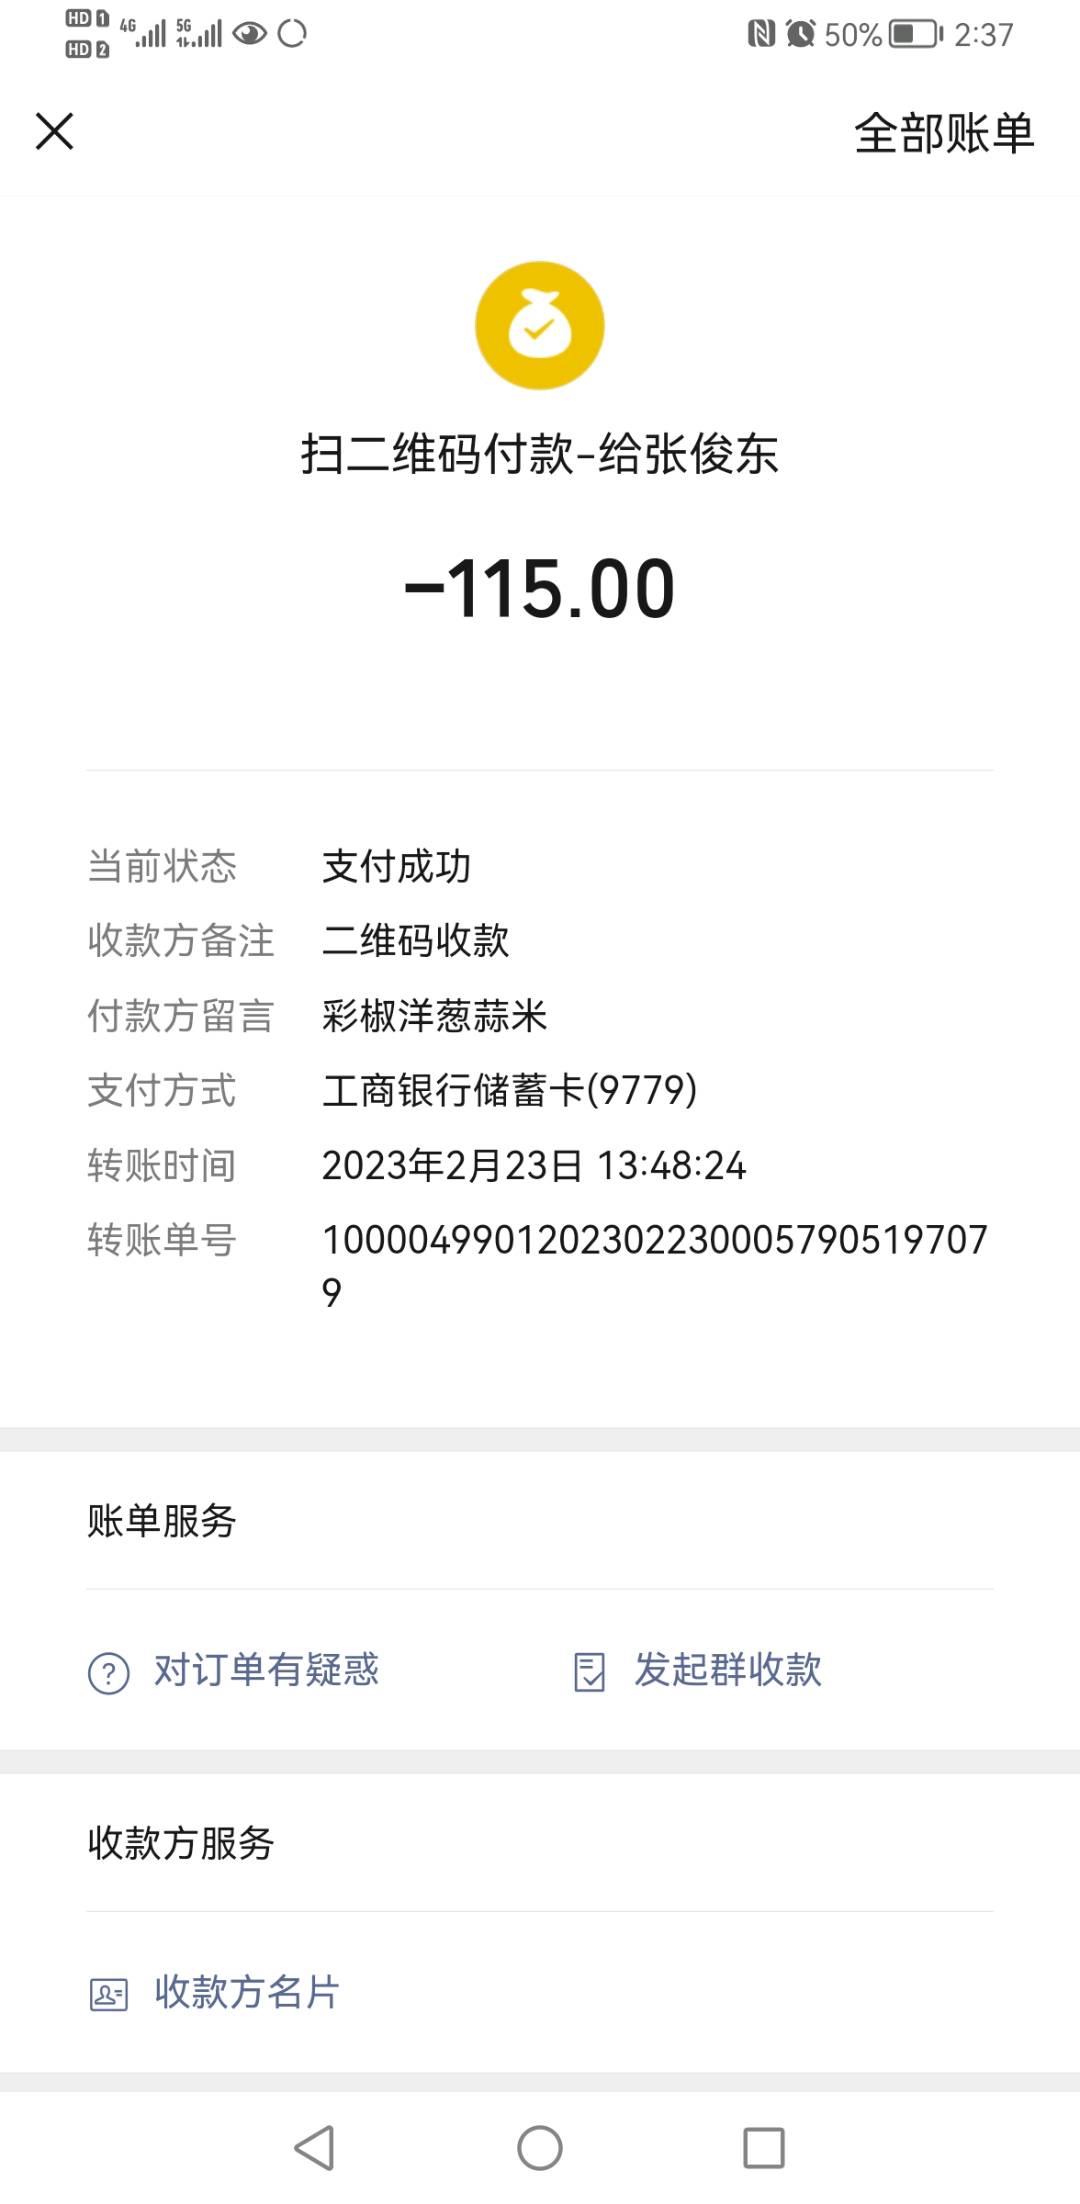 HD 1 4G 5G 50% 2:37
HD 2
全部账单
扫二维码付款-给张俊东
-115.00
当前状态 支付成功
收款方备注 二维码收款
付款方留言 彩椒洋葱蒜米
支付方式 工商银行储蓄卡(9779)
转账时间 2023年2月23日 13:48:24
转账单号 100004990120230223000579051970​7
9
账单服务
对订单有疑惑 发起群收款
收款方服务
收款方名片